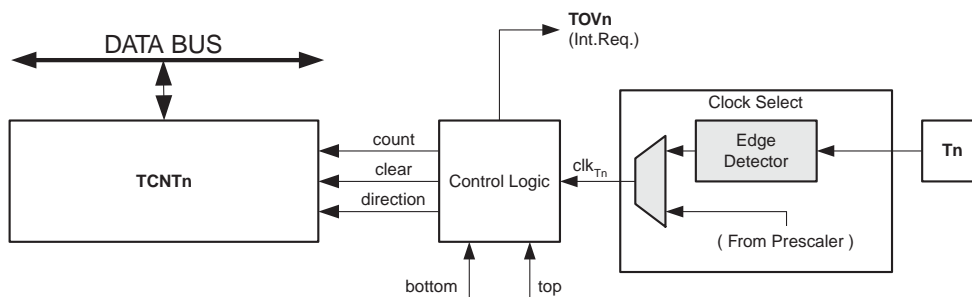 DATA BUS
TOVn
(Int.Req.)
Clock Select
TCNTn
count
clear
direction
Control Logic
clkTn
Edge
Detector
Tn
( From Prescaler )
bottom
top